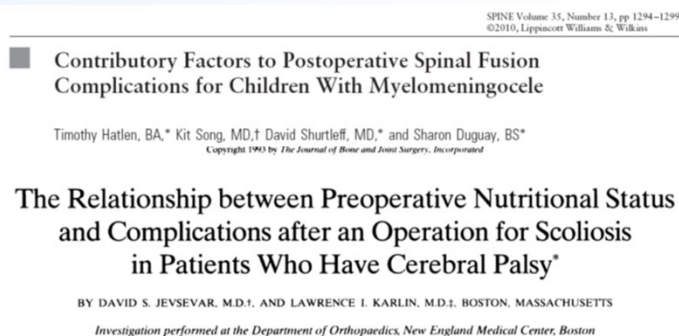 SPINE Volume 35, Number 13, pp 1294–1299
©2010, Lippincott Williams & Wilkins
Contributory Factors to Postoperative Spinal Fusion
Complications for Children With Myelomeningocele
Timothy Hatlen, BA,* Kit Song, MD,† David Shurtleff, MD,* and Sharon Duguay, BS*
Copyright 1993 by The Journal of Bone and Joint Surgery, Incorporated
The Relationship between Preoperative Nutritional Status
and Complications after an Operation for Scoliosis
in Patients Who Have Cerebral Palsy*
BY DAVID S. JEVSEVAR, M.D.†, AND LAWRENCE I. KARLIN, M.D.‡, BOSTON, MASSACHUSETTS
Investigation performed at the Department of Orthopaedics, New England Medical Center, Boston